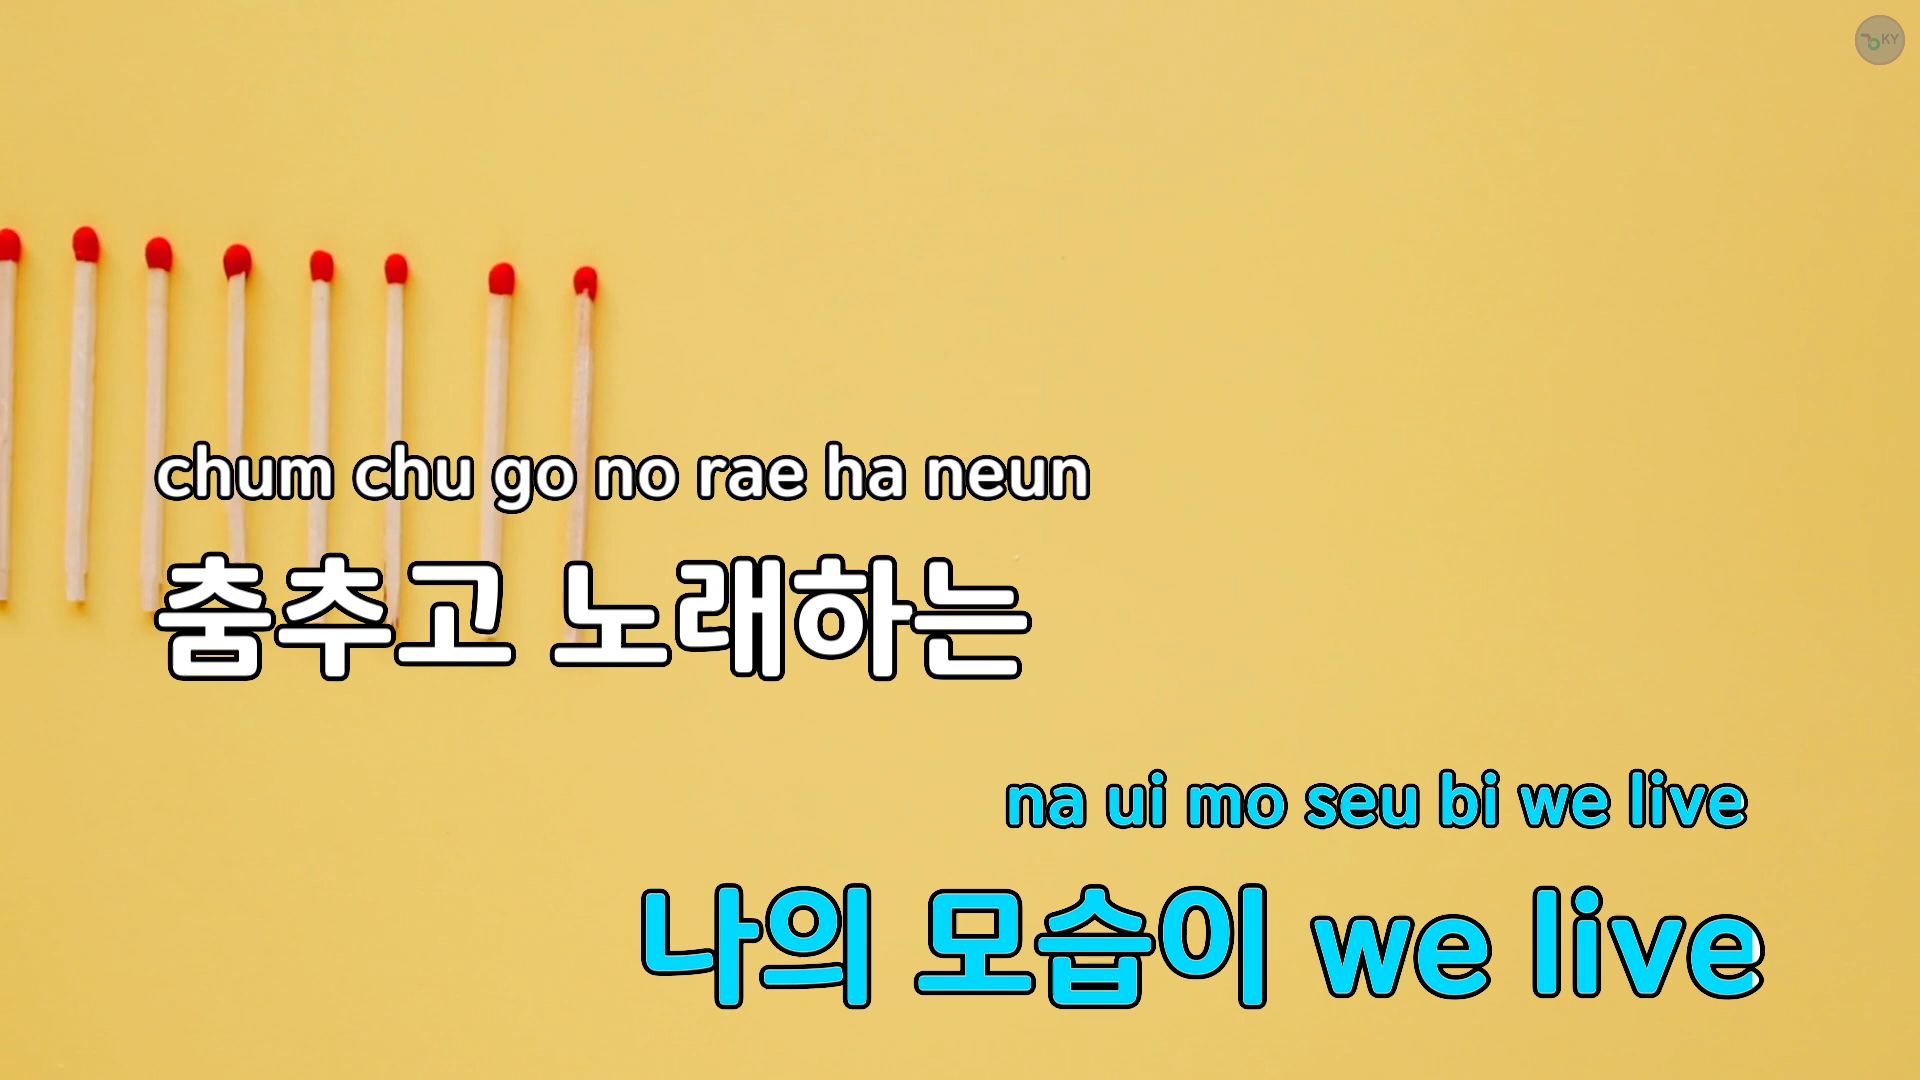 KY
chum chu go no rae ha neun
춤추고 노래하는
na ui mo seu bi we live
나의 모습이 we live